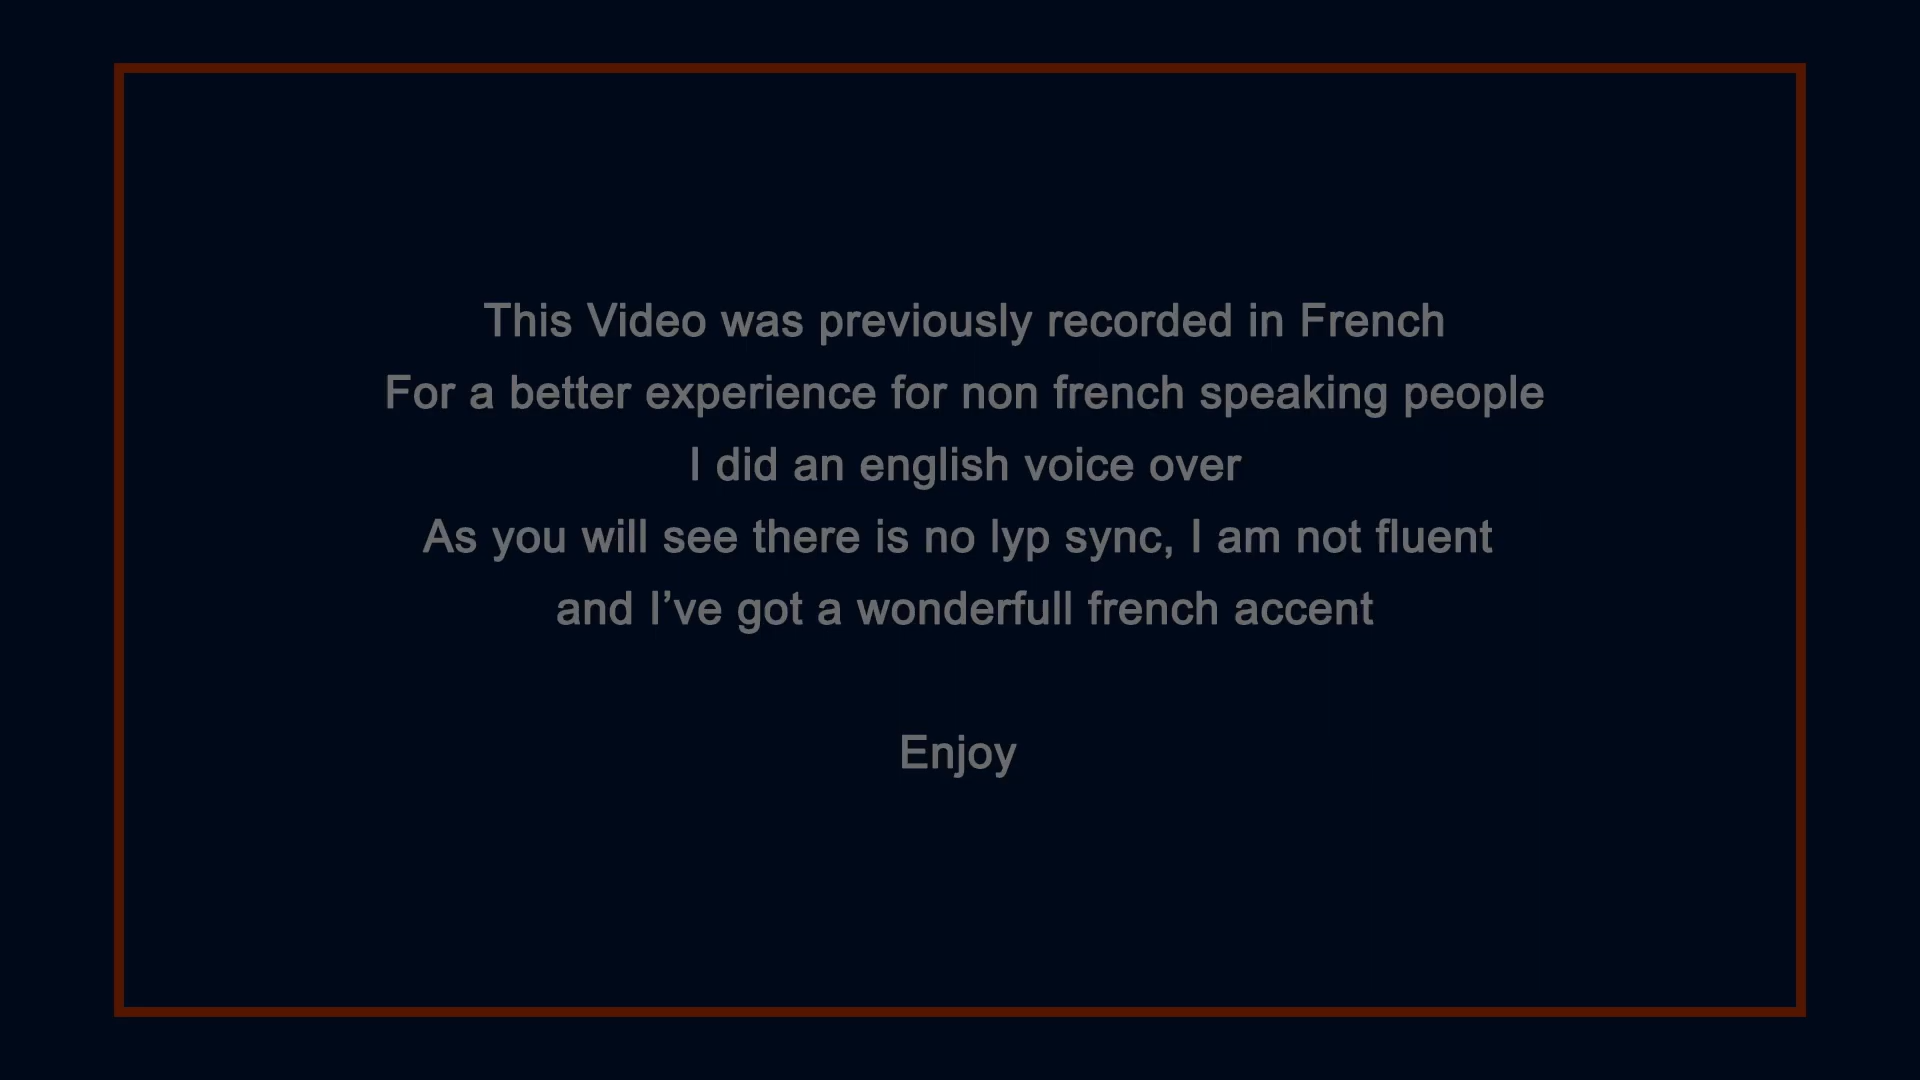 This Video was previously recorded in French
For a better experience for non french speaking people
I did an english voice over
As you will see there is no lyp sync, I am not fluent
and I’ve got a wonderfull french accent
Enjoy